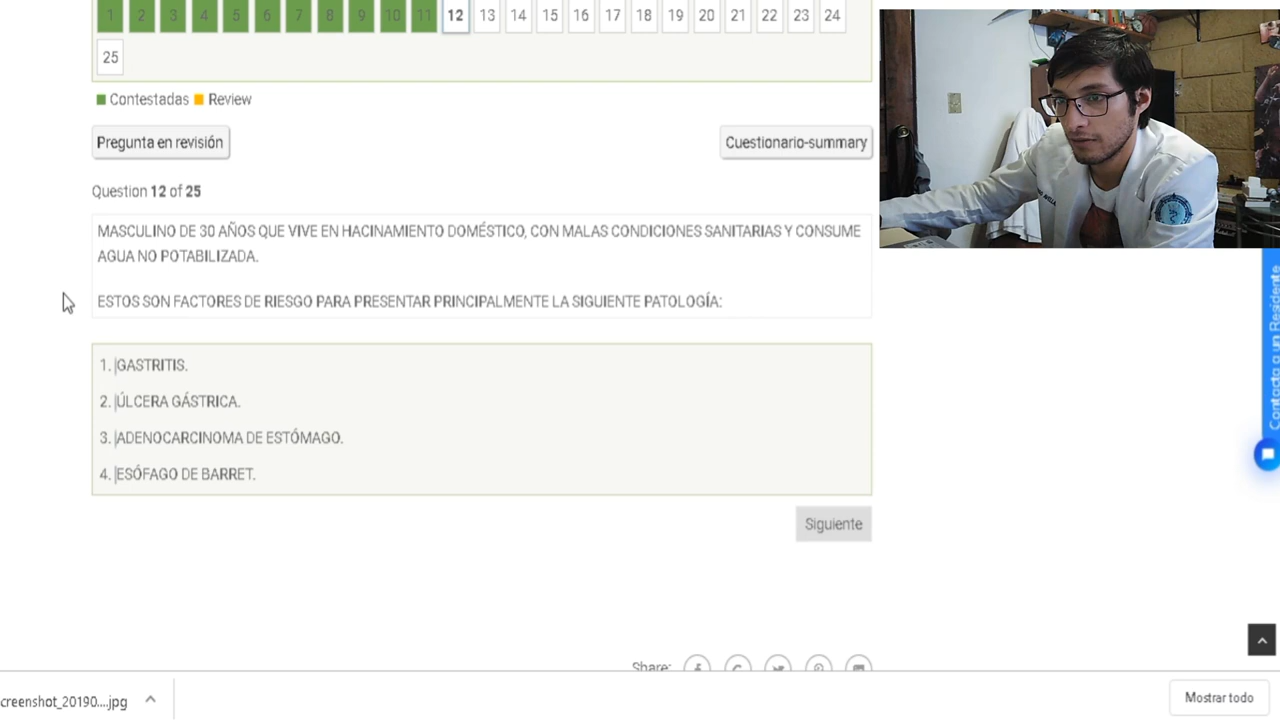 1 2 3 4 5 6 7 8 9 10 11 12 13 14 15 16 17 18 19 20 21 22 23 24
25
Contestadas Review
Pregunta en revisión Cuestionario-summary
Question 12 of 25
MASCULINO DE 30 AÑOS QUE VIVE EN HACINAMIENTO DOMÉSTICO, CON MALAS CONDICIONES SANITARIAS Y CONSUME
AGUA NO POTABILIZADA.
ESTOS SON FACTORES DE RIESGO PARA PRESENTAR PRINCIPALMENTE LA SIGUIENTE PATOLOGÍA:
1. GASTRITIS.
2. ÚLCERA GÁSTRICA.
3. ADENOCARCINOMA DE ESTÓMAGO.
4. ESÓFAGO DE BARRET.
Siguiente
Contacta a un Residente
Share:
creenshot_20190....jpg
Mostrar todo